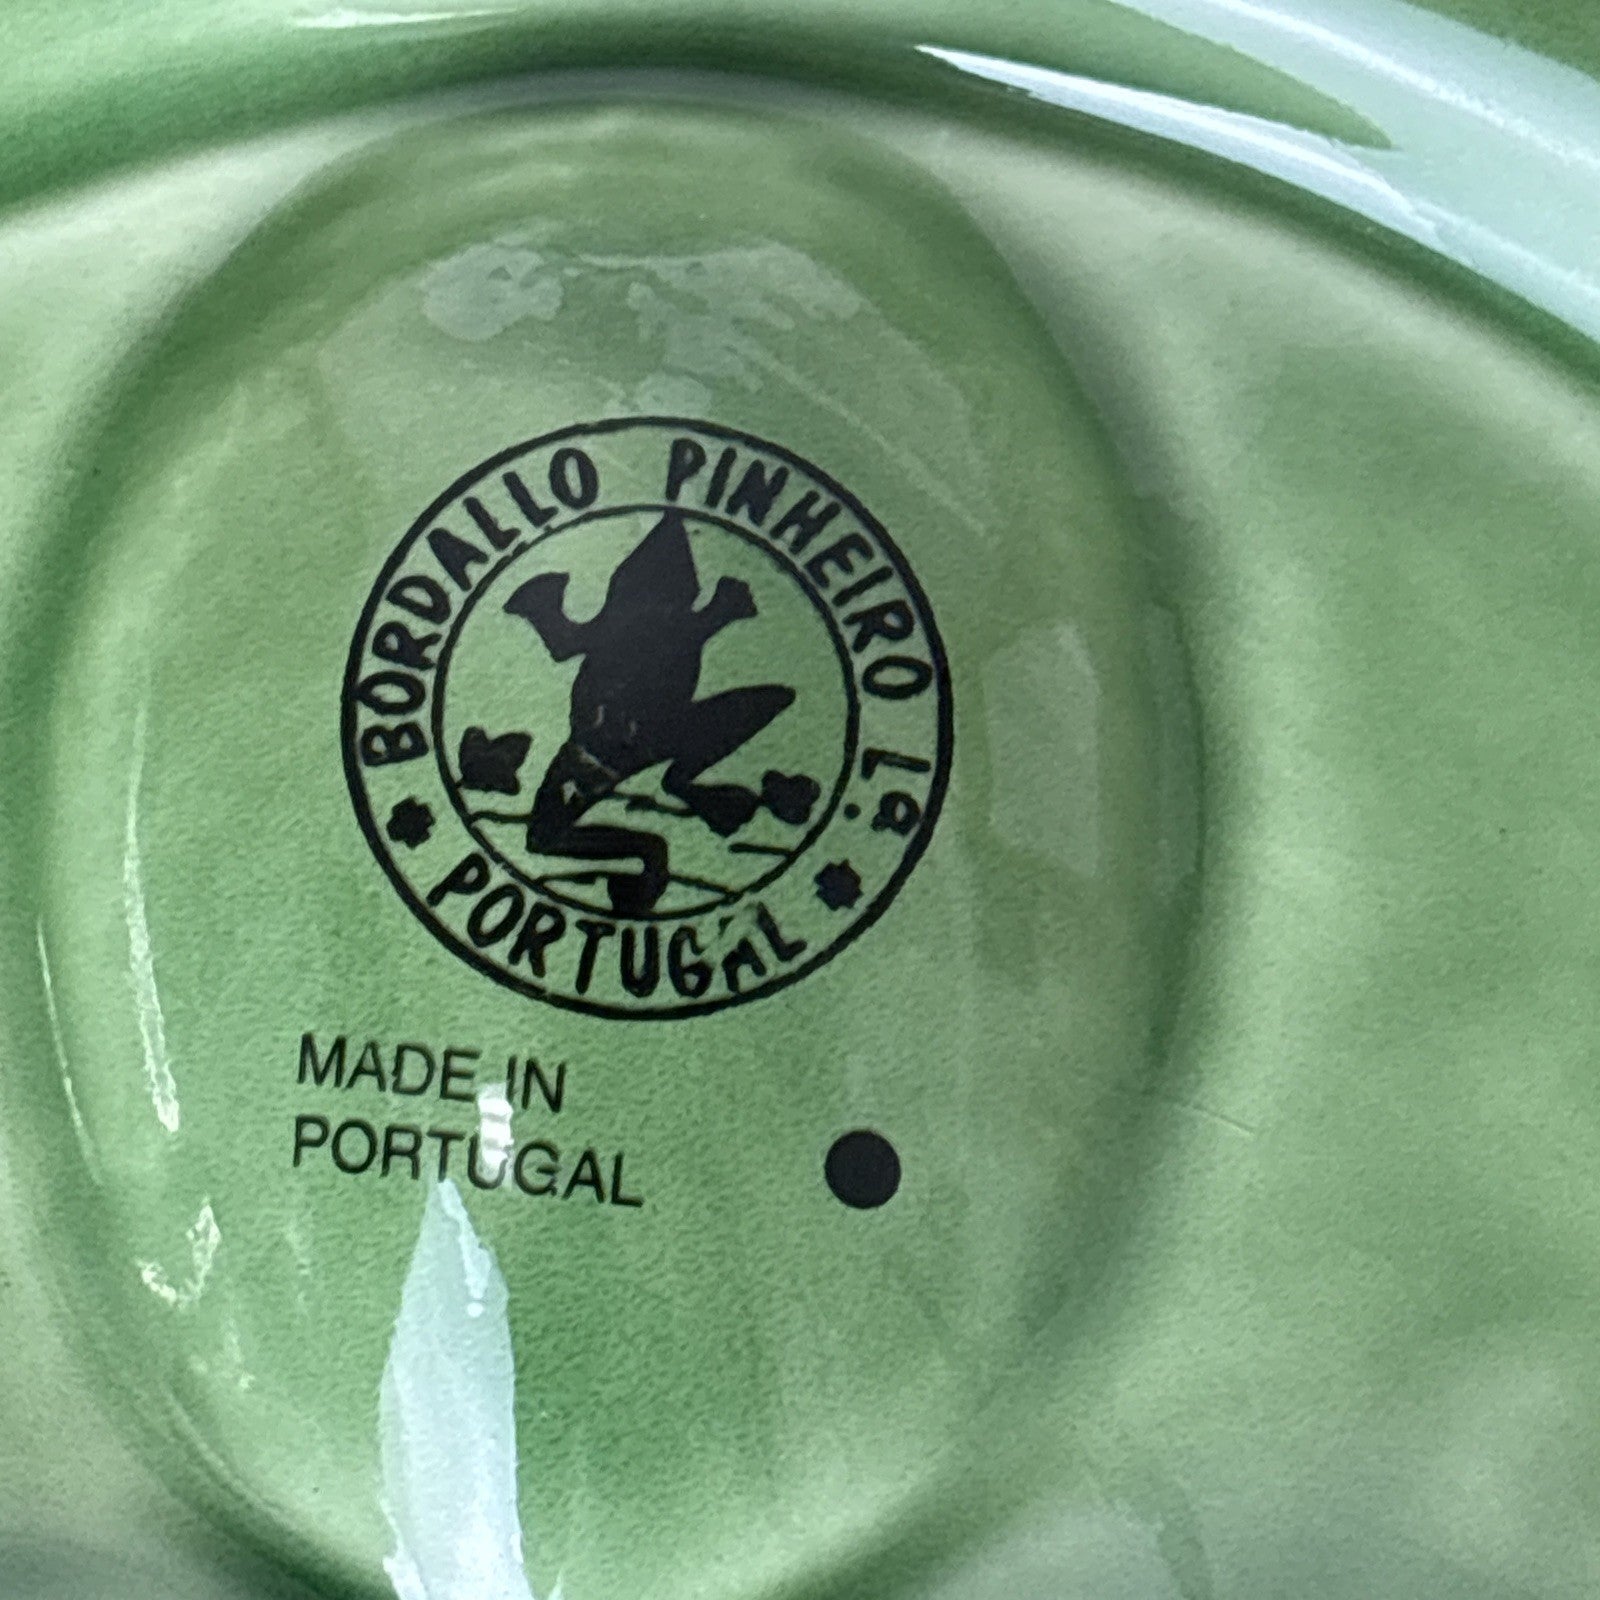 BORDALLO PINHEIRO Lª.
PORTUGAL
MADE IN
PORTUGAL